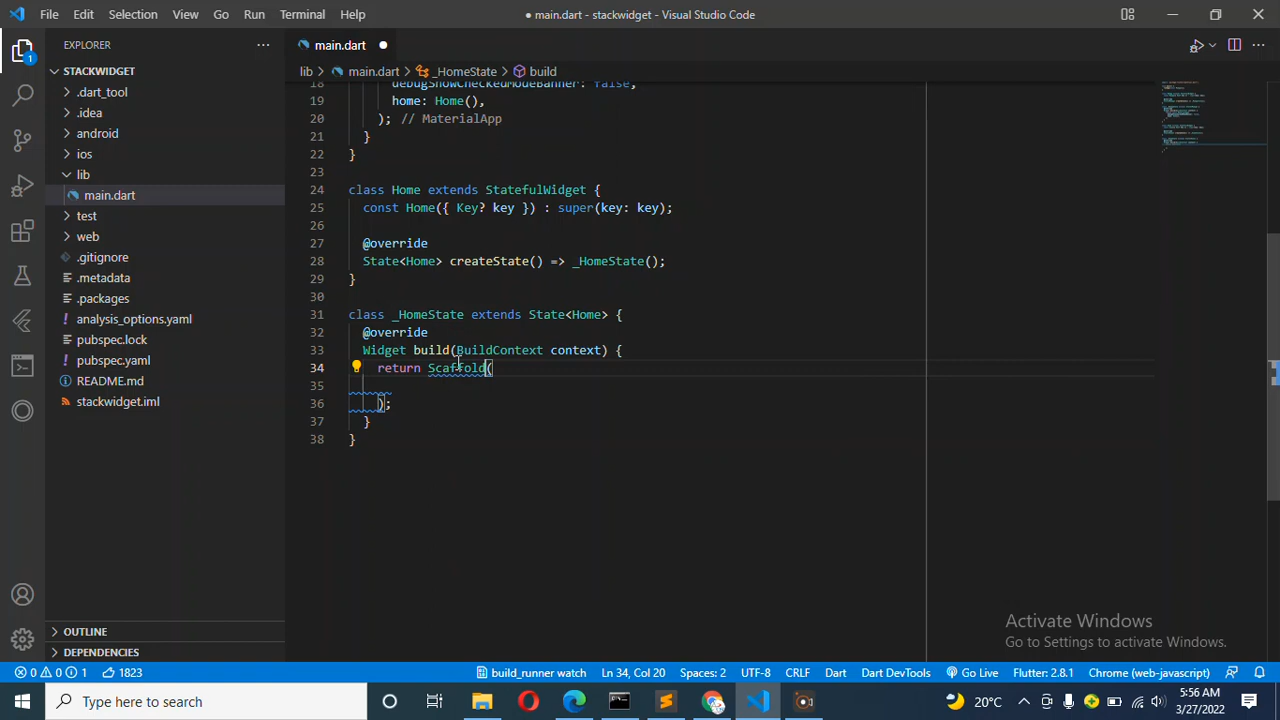 File Edit Selection View Go Run Terminal Help
● main.dart - stackwidget - Visual Studio Code
EXPLORER
main.dart
STACKWIDGET
lib > main.dart > _HomeState > build
.dart_tool
.idea
android
ios
lib
main.dart
test
web
.gitignore
.metadata
.packages
analysis_options.yaml
pubspec.lock
pubspec.yaml
README.md
stackwidget.iml
OUTLINE
DEPENDENCIES
1
18 debugShowCheckedModeBanner: false,
19 home: Home(),
20 ); // MaterialApp
21 }
22 }
23
24 class Home extends StatefulWidget {
25 const Home({ Key? key }) : super(key: key);
26
27 @override
28 State<Home> createState() => _HomeState();
29 }
30
31 class _HomeState extends State<Home> {
32 @override
33 Widget build(BuildContext context) {
34 return Scaffold(
35
36 );
37 }
38 }
Activate Windows
Go to Settings to activate Windows.
0 0 1 1823 build_runner watch Ln 34, Col 20 Spaces: 2 UTF-8 CRLF Dart Dart DevTools Go Live Flutter: 2.8.1 Chrome (web-javascript)
Type here to search
20°C
5:56 AM
3/27/2022